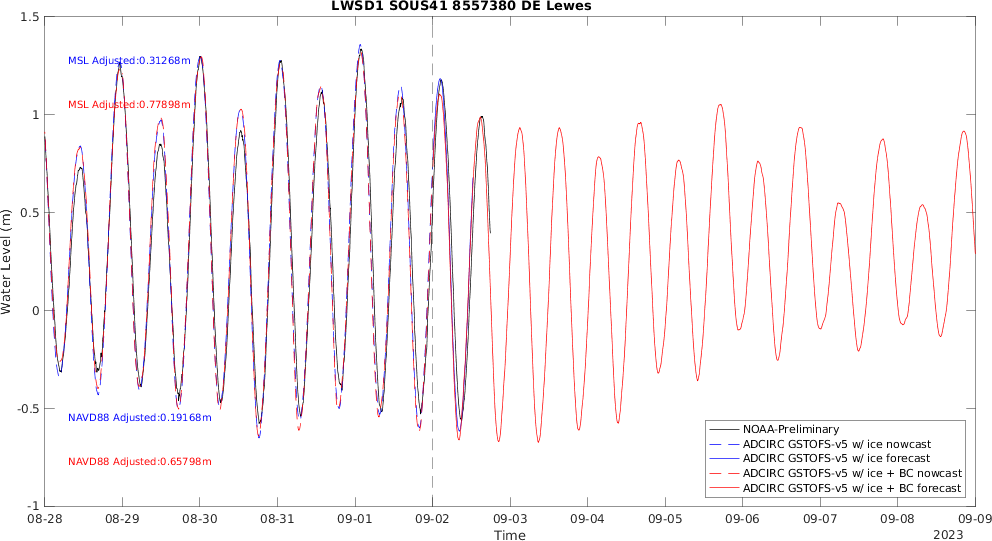 LWSD1 SOUS41 8557380 DE Lewes
1.5
1
0.5
0
-0.5
-1
Water Level (m)
MSL Adjusted:0.31268m
MSL Adjusted:0.77898m
NAVD88 Adjusted:0.19168m
NAVD88 Adjusted:0.65798m
NOAA-Preliminary
ADCIRC GSTOFS-v5 w/ ice nowcast
ADCIRC GSTOFS-v5 w/ ice forecast
ADCIRC GSTOFS-v5 w/ ice + BC nowcast
ADCIRC GSTOFS-v5 w/ ice + BC forecast
08-28 08-29 08-30 08-31 09-01 09-02 09-03 09-04 09-05 09-06 09-07 09-08 09-09
Time
2023